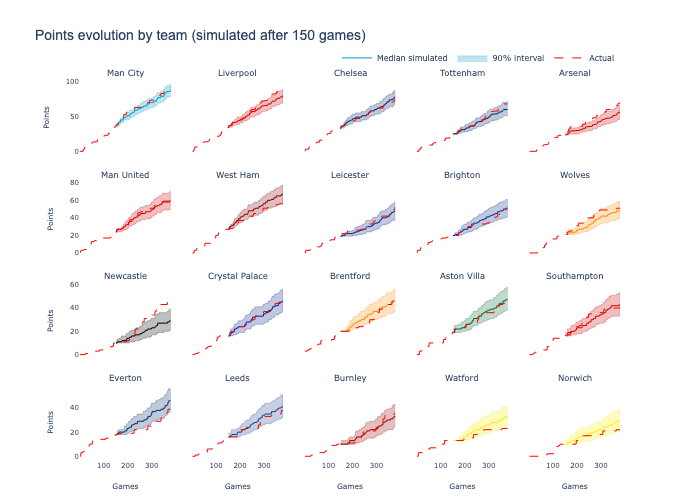 Points evolution by team (simulated after 150 games)
Median simulated 90% interval Actual
Man City Liverpool Chelsea Tottenham Arsenal
100
50
0
Points
Man United West Ham Leicester Brighton Wolves
80
60
40
20
0
Points
Newcastle Crystal Palace Brentford Aston Villa Southampton
60
40
20
0
Points
Everton Leeds Burnley Watford Norwich
40
20
0
Points
100 200 300 100 200 300 100 200 300 100 200 300 100 200 300
Games Games Games Games Games